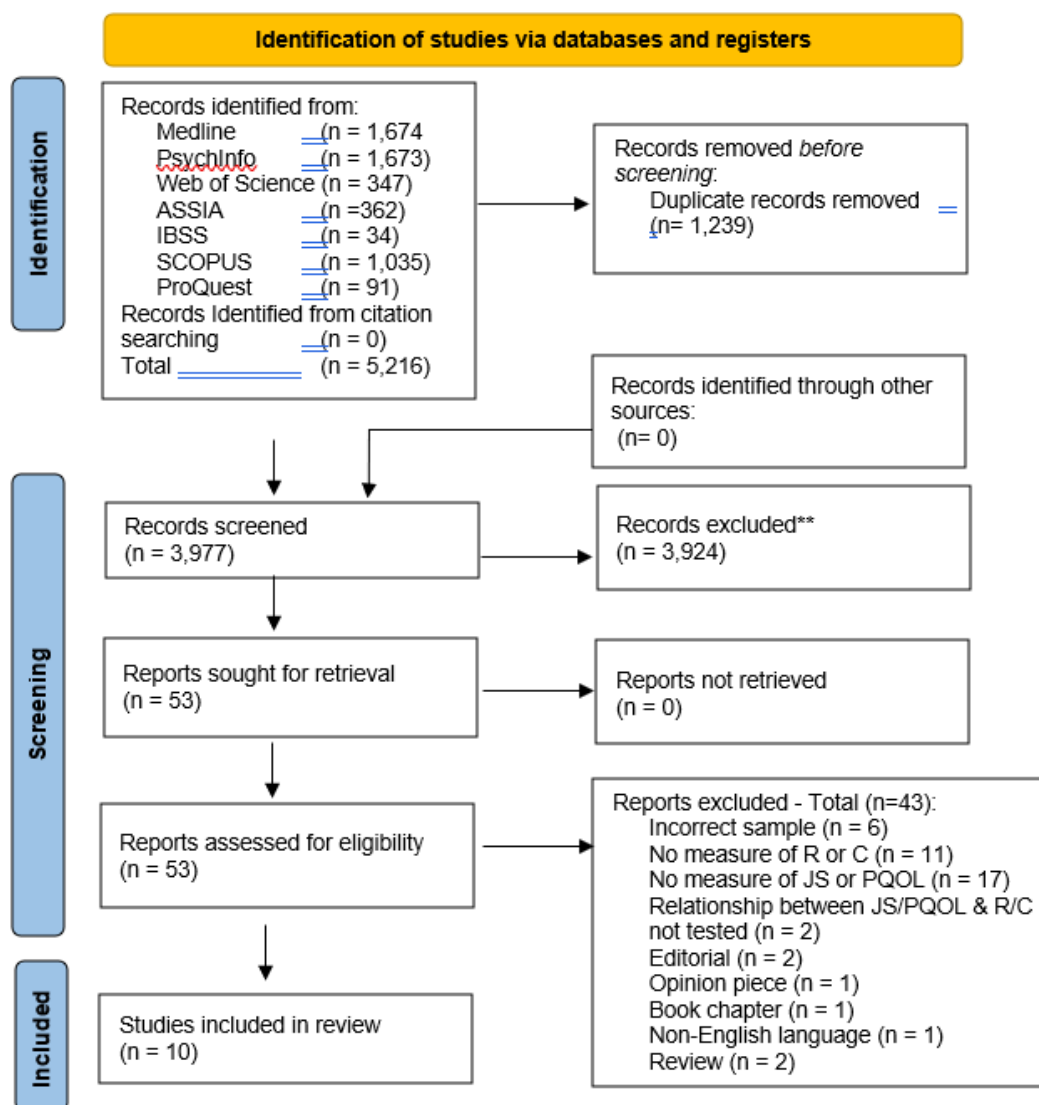 Identification of studies via databases and registers
Identification
Records identified from:
Medline (n = 1,674
PsychInfo (n = 1,673)
Web of Science (n = 347)
ASSIA (n =362)
IBSS (n = 34)
SCOPUS (n = 1,035)
ProQuest (n = 91)
Records Identified from citation
searching (n = 0)
Total (n = 5,216)
Records removed before
screening:
Duplicate records removed
(n= 1,239)
Records identified through other
sources:
(n= 0)
Screening
Records screened
(n = 3,977)
Records excluded**
(n = 3,924)
Reports sought for retrieval
(n = 53)
Reports not retrieved
(n = 0)
Reports assessed for eligibility
(n = 53)
Reports excluded - Total (n=43):
Incorrect sample (n = 6)
No measure of R or C (n = 11)
No measure of JS or PQOL (n = 17)
Relationship between JS/PQOL & R/C
not tested (n = 2)
Editorial (n = 2)
Opinion piece (n = 1)
Book chapter (n = 1)
Non-English language (n = 1)
Review (n = 2)
Included
Studies included in review
(n = 10)